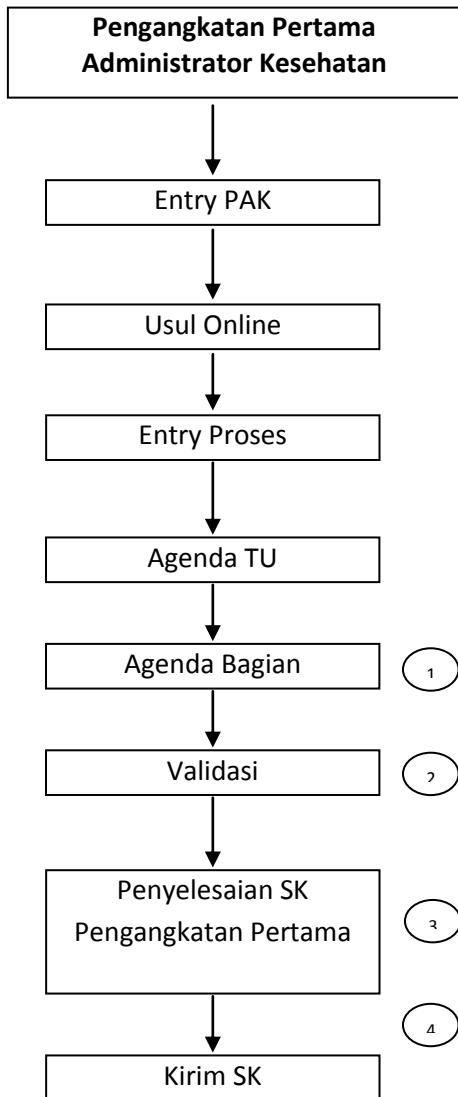 Pengangkatan Pertama
Administrator Kesehatan
Entry PAK
Usul Online
Entry Proses
Agenda TU
Agenda Bagian
1
Validasi
2
Penyelesaian SK
Pengangkatan Pertama
3
4
Kirim SK